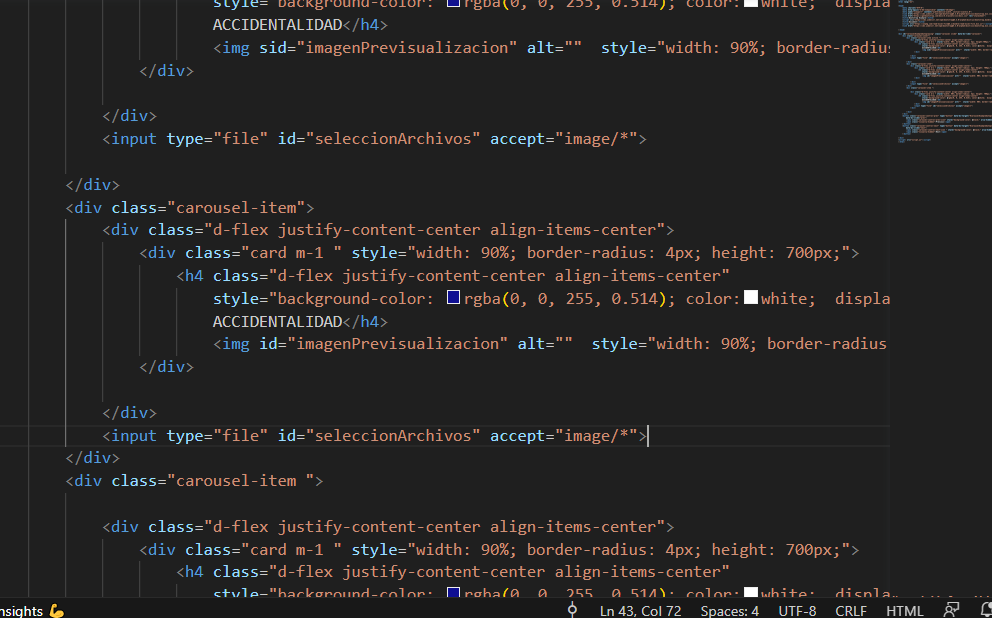 style="background-color: rgba(0, 0, 255, 0.514); color: white;  displa
ACCIDENTALIDAD</h4>
<img sid="imagenPrevisualizacion" alt=""  style="width: 90%; border-radius
</div>
</div>
<input type="file" id="seleccionArchivos" accept="image/*">
</div>
<div class="carousel-item">
<div class="d-flex justify-content-center align-items-center">
<div class="card m-1 " style="width: 90%; border-radius: 4px; height: 700px;">
<h4 class="d-flex justify-content-center align-items-center"
style="background-color: rgba(0, 0, 255, 0.514); color: white;  displa
ACCIDENTALIDAD</h4>
<img id="imagenPrevisualizacion" alt=""  style="width: 90%; border-radius
</div>
</div>
<input type="file" id="seleccionArchivos" accept="image/*">
</div>
<div class="carousel-item ">
<div class="d-flex justify-content-center align-items-center">
<div class="card m-1 " style="width: 90%; border-radius: 4px; height: 700px;">
<h4 class="d-flex justify-content-center align-items-center"
style="background-color: rgba(0, 0, 255, 0.514); color: white;  displa
nsights 💪 Ln 43, Col 72 Spaces: 4 UTF-8 CRLF HTML